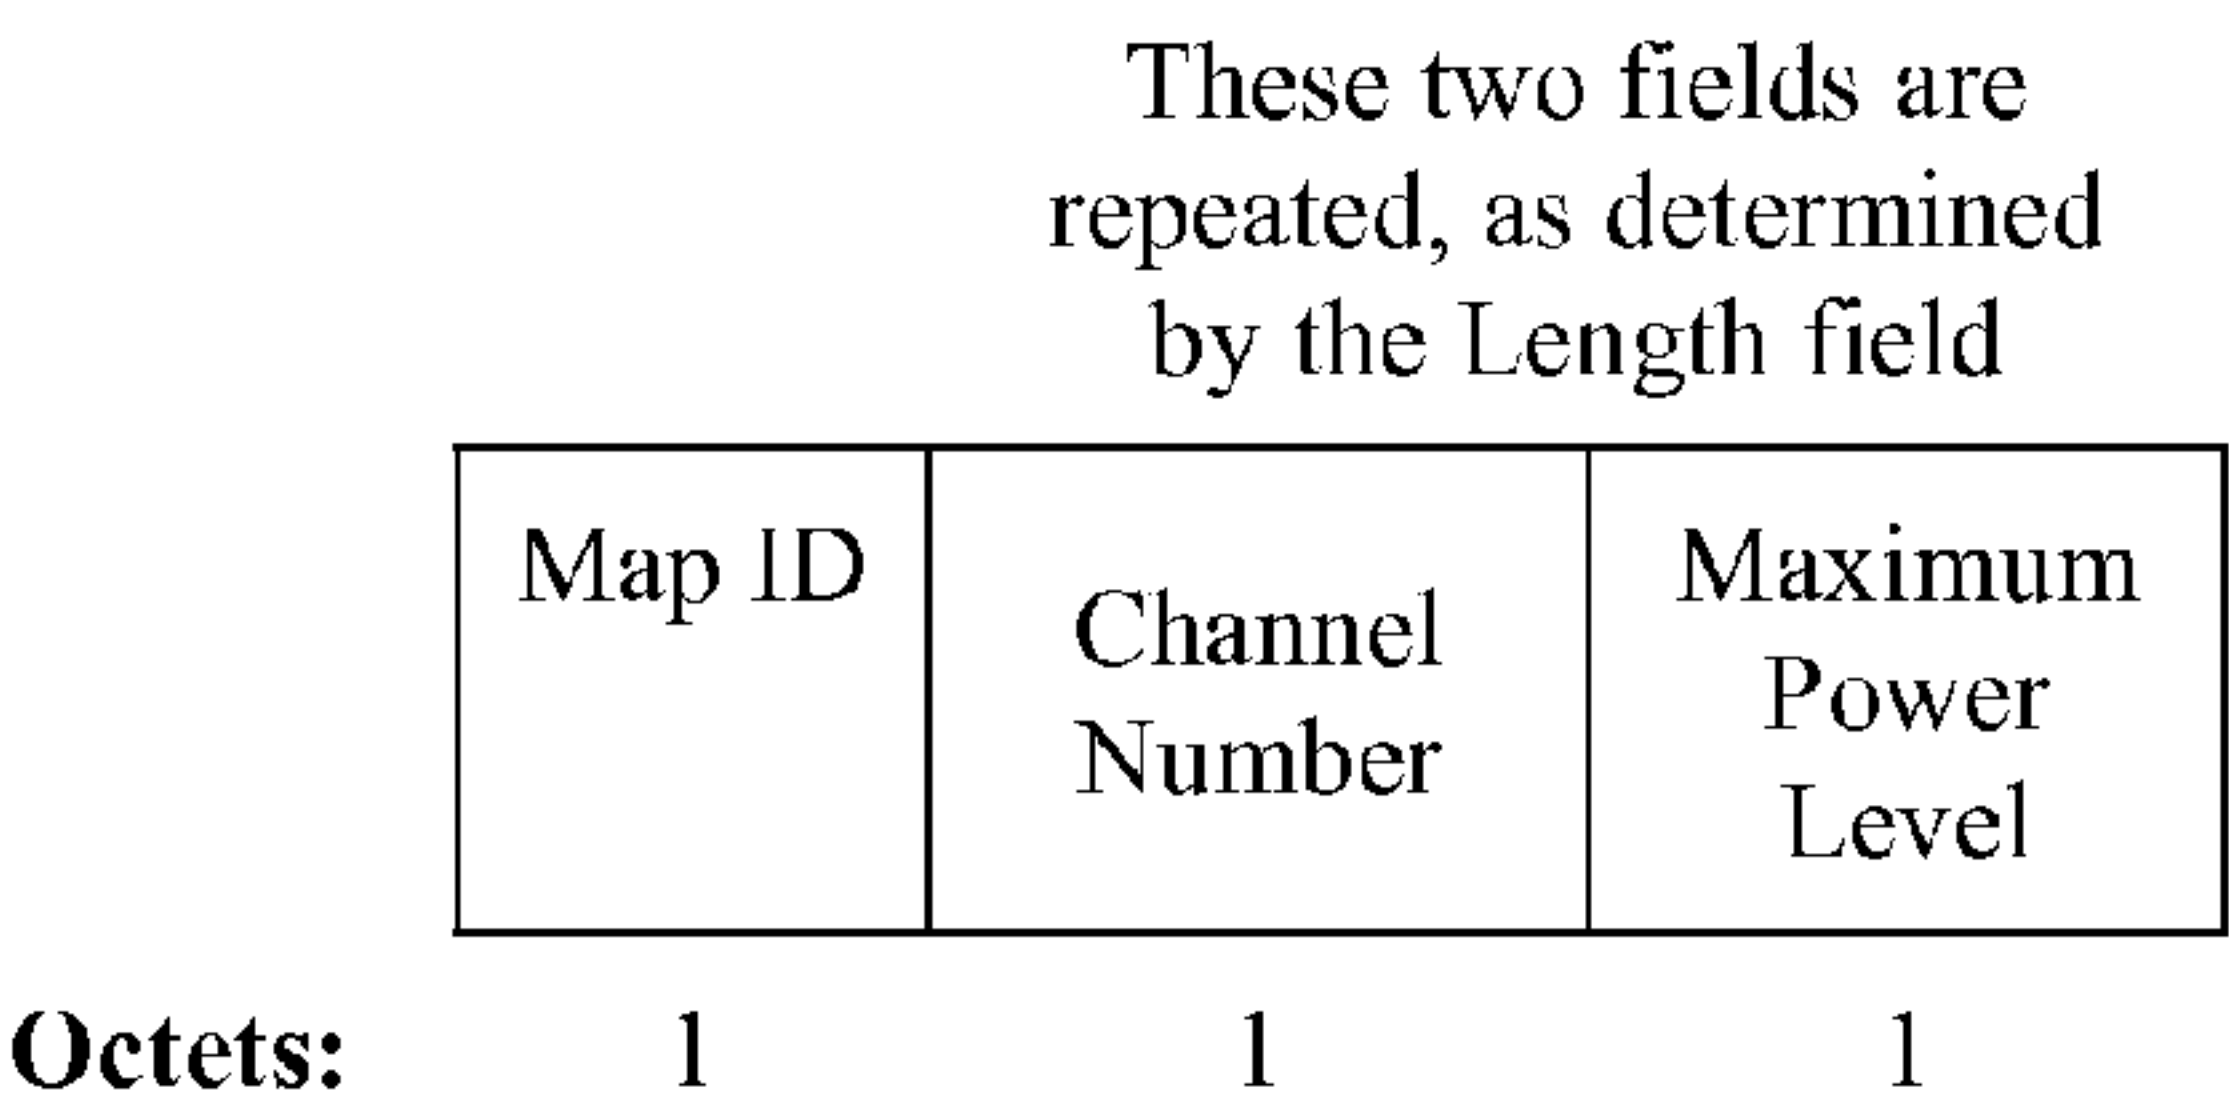 These two fields are
repeated, as determined
by the Length field
Map ID
Channel
Number
Maximum
Power
Level
Octets: 1 1 1